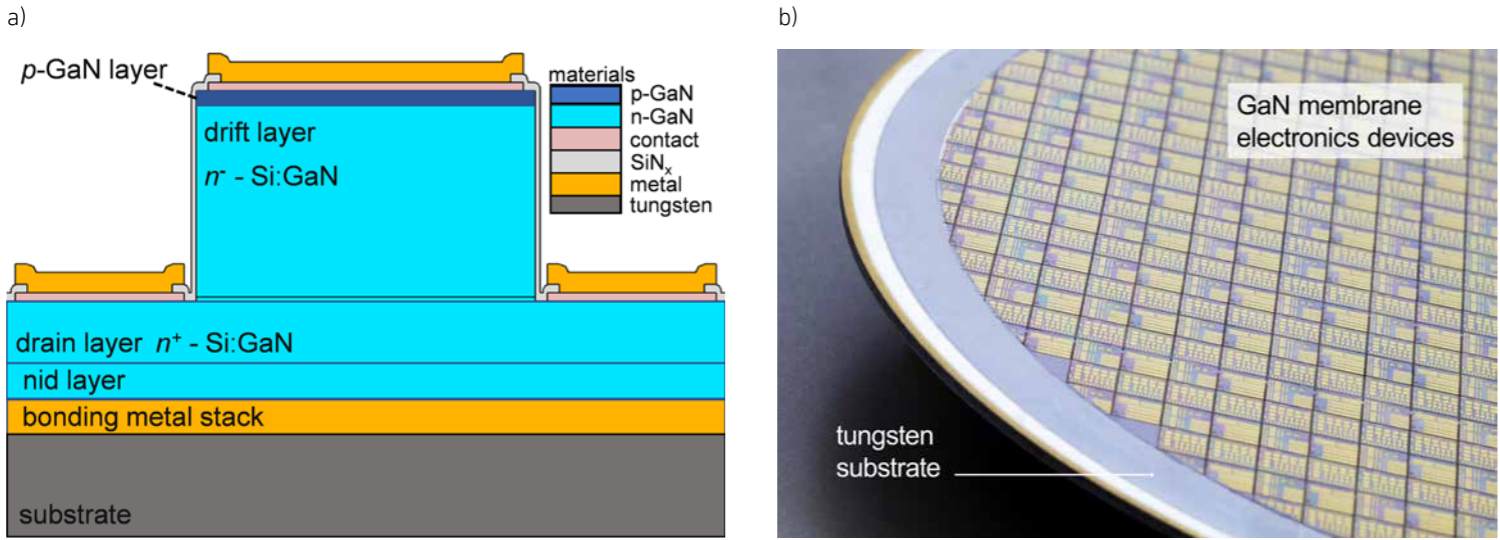 a)
p-GaN layer
drift layer
n- - Si:GaN
materials
p-GaN
n-GaN
contact
SiNx
metal
tungsten
drain layer n+ - Si:GaN
nid layer
bonding metal stack
substrate
b)
GaN membrane
electronics devices
tungsten
substrate